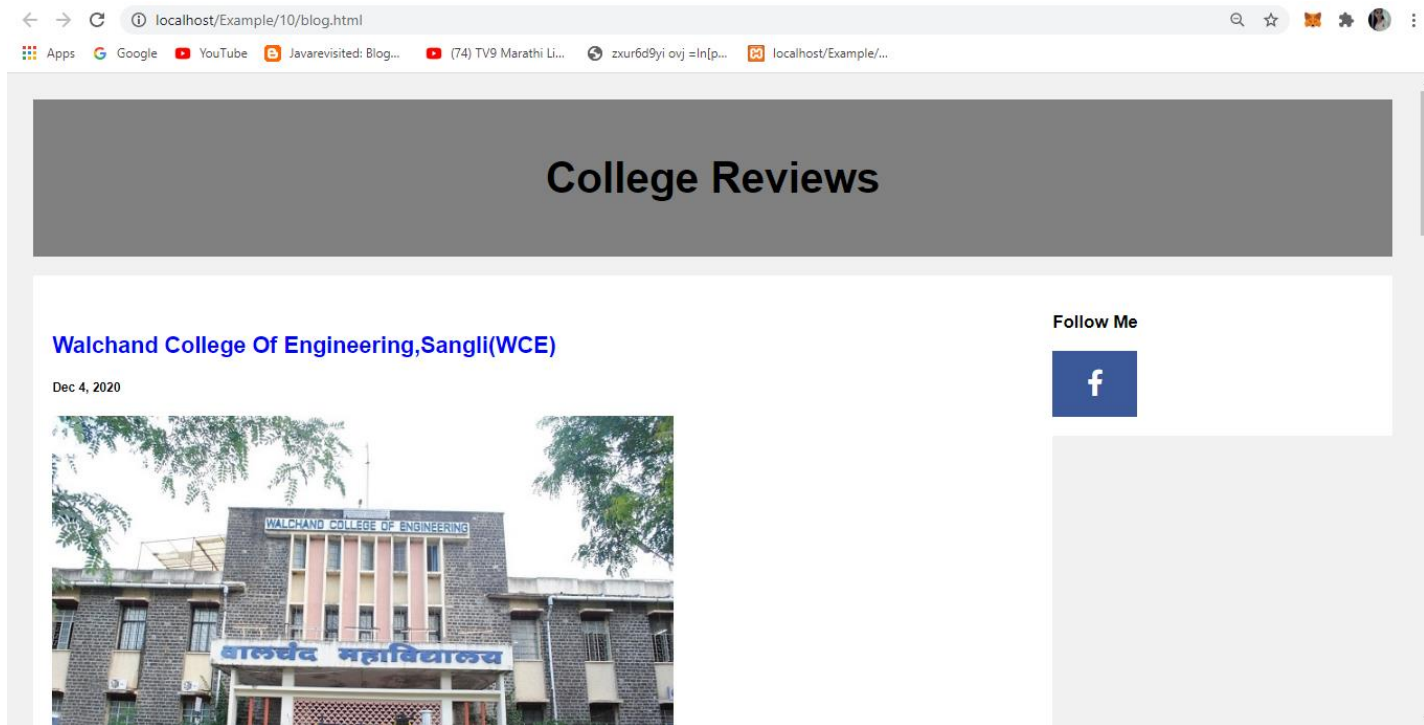 localhost/Example/10/blog.html
Apps Google YouTube Javarevisited: Blog... (74) TV9 Marathi Li... zxur6d9yi ovj =ln[p... localhost/Example/...
College Reviews
Walchand College Of Engineering,Sangli(WCE)
Dec 4, 2020
Follow Me
WALCHAND COLLEGE OF ENGINEERING
वालचंद महाविद्यालय